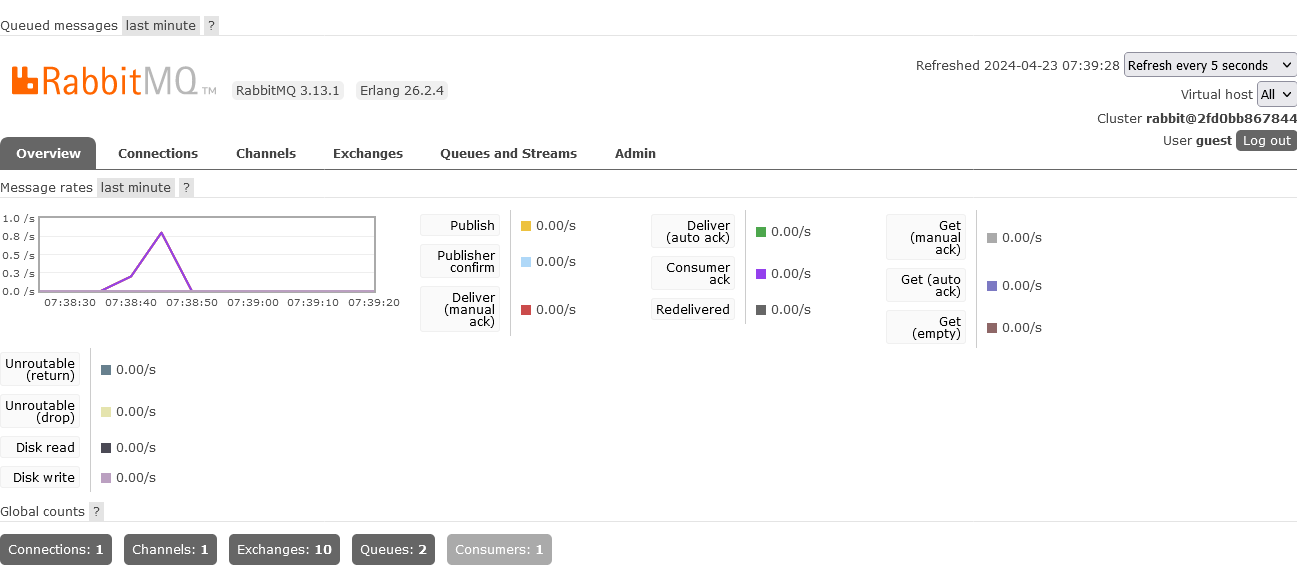 Queued messages last minute ?
RabbitMQ TM RabbitMQ 3.13.1 Erlang 26.2.4
Refreshed 2024-04-23 07:39:28 Refresh every 5 seconds
Virtual host All
Cluster rabbit@2fd0bb867844
User guest Log out
Overview Connections Channels Exchanges Queues and Streams Admin
Message rates last minute ?
1.0 /s
0.8 /s
0.5 /s
0.3 /s
0.0 /s
07:38:30 07:38:40 07:38:50 07:39:00 07:39:10 07:39:20
Publish 0.00/s
Publisher
confirm 0.00/s
Deliver
(manual
ack) 0.00/s
Deliver
(auto ack) 0.00/s
Consumer
ack 0.00/s
Redelivered 0.00/s
Get
(manual
ack) 0.00/s
Get (auto
ack) 0.00/s
Get
(empty) 0.00/s
Unroutable
(return) 0.00/s
Unroutable
(drop) 0.00/s
Disk read 0.00/s
Disk write 0.00/s
Global counts ?
Connections: 1 Channels: 1 Exchanges: 10 Queues: 2 Consumers: 1